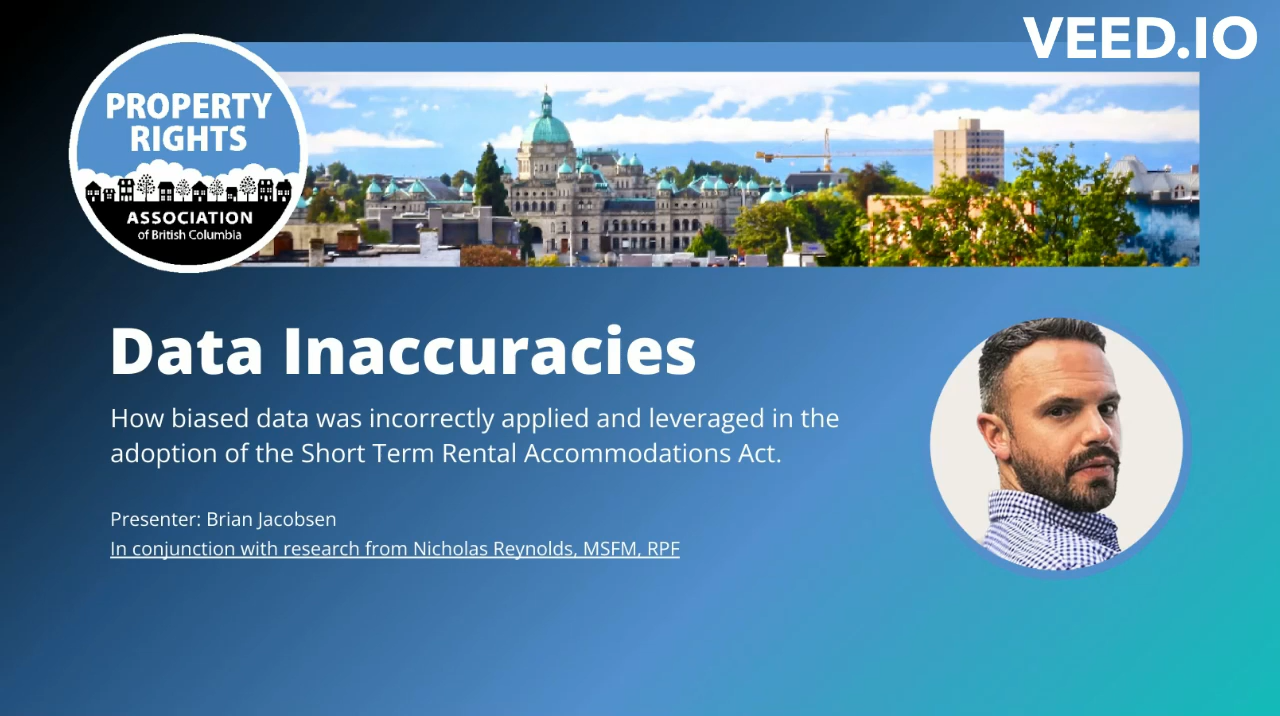 VEED.IO
PROPERTY
RIGHTS
ASSOCIATION
of British Columbia
Data Inaccuracies
How biased data was incorrectly applied and leveraged in the
adoption of the Short Term Rental Accommodations Act.
Presenter: Brian Jacobsen
In conjunction with research from Nicholas Reynolds, MSFM, RPF